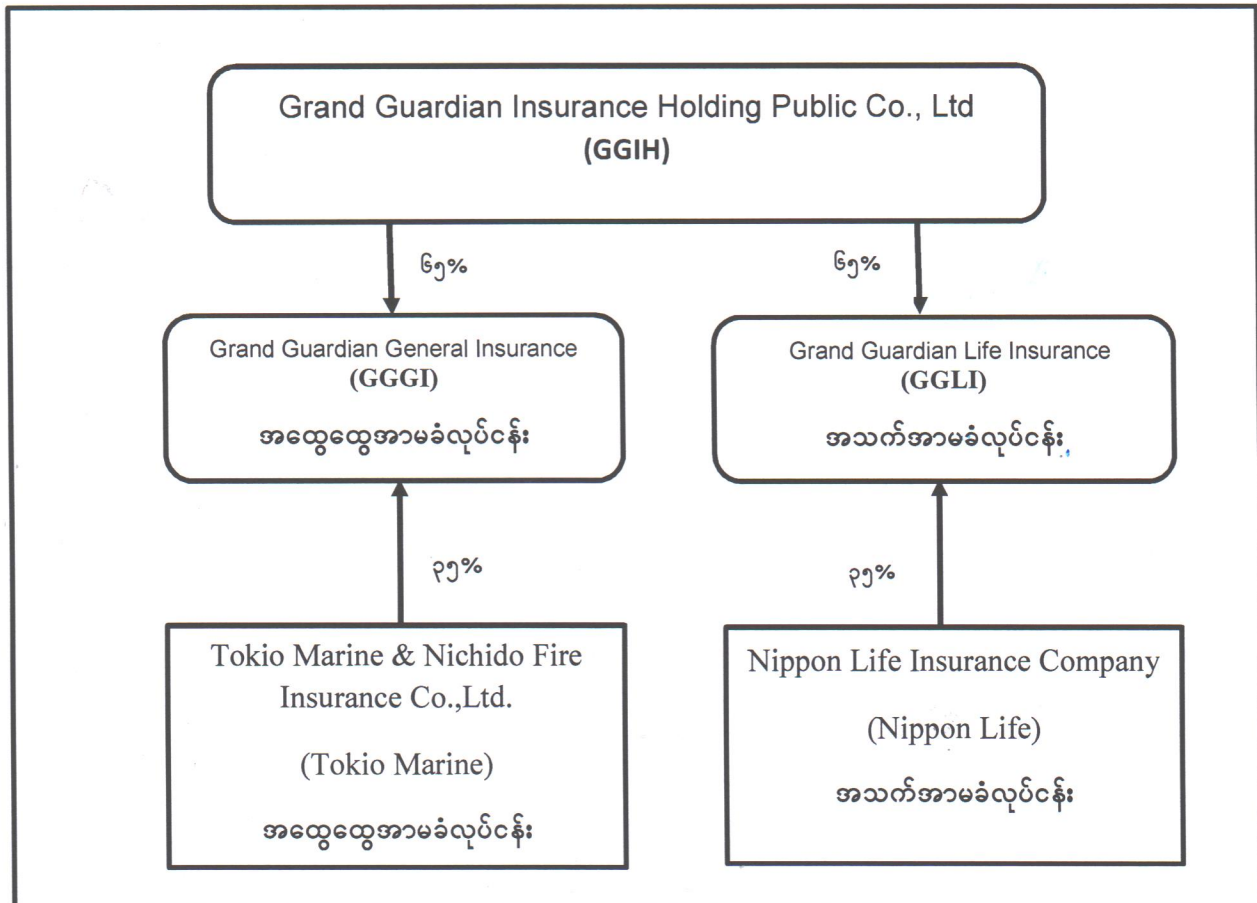 Grand Guardian Insurance Holding Public Co., Ltd
(GGIH)
၆၅%
၆၅%
Grand Guardian General Insurance
(GGGI)
အထွေထွေအာမခံလုပ်ငန်း
Grand Guardian Life Insurance
(GGLI)
အသက်အာမခံလုပ်ငန်း
၃၅%
၃၅%
Tokio Marine & Nichido Fire
Insurance Co.,Ltd.
(Tokio Marine)
အထွေထွေအာမခံလုပ်ငန်း
Nippon Life Insurance Company
(Nippon Life)
အသက်အာမခံလုပ်ငန်း